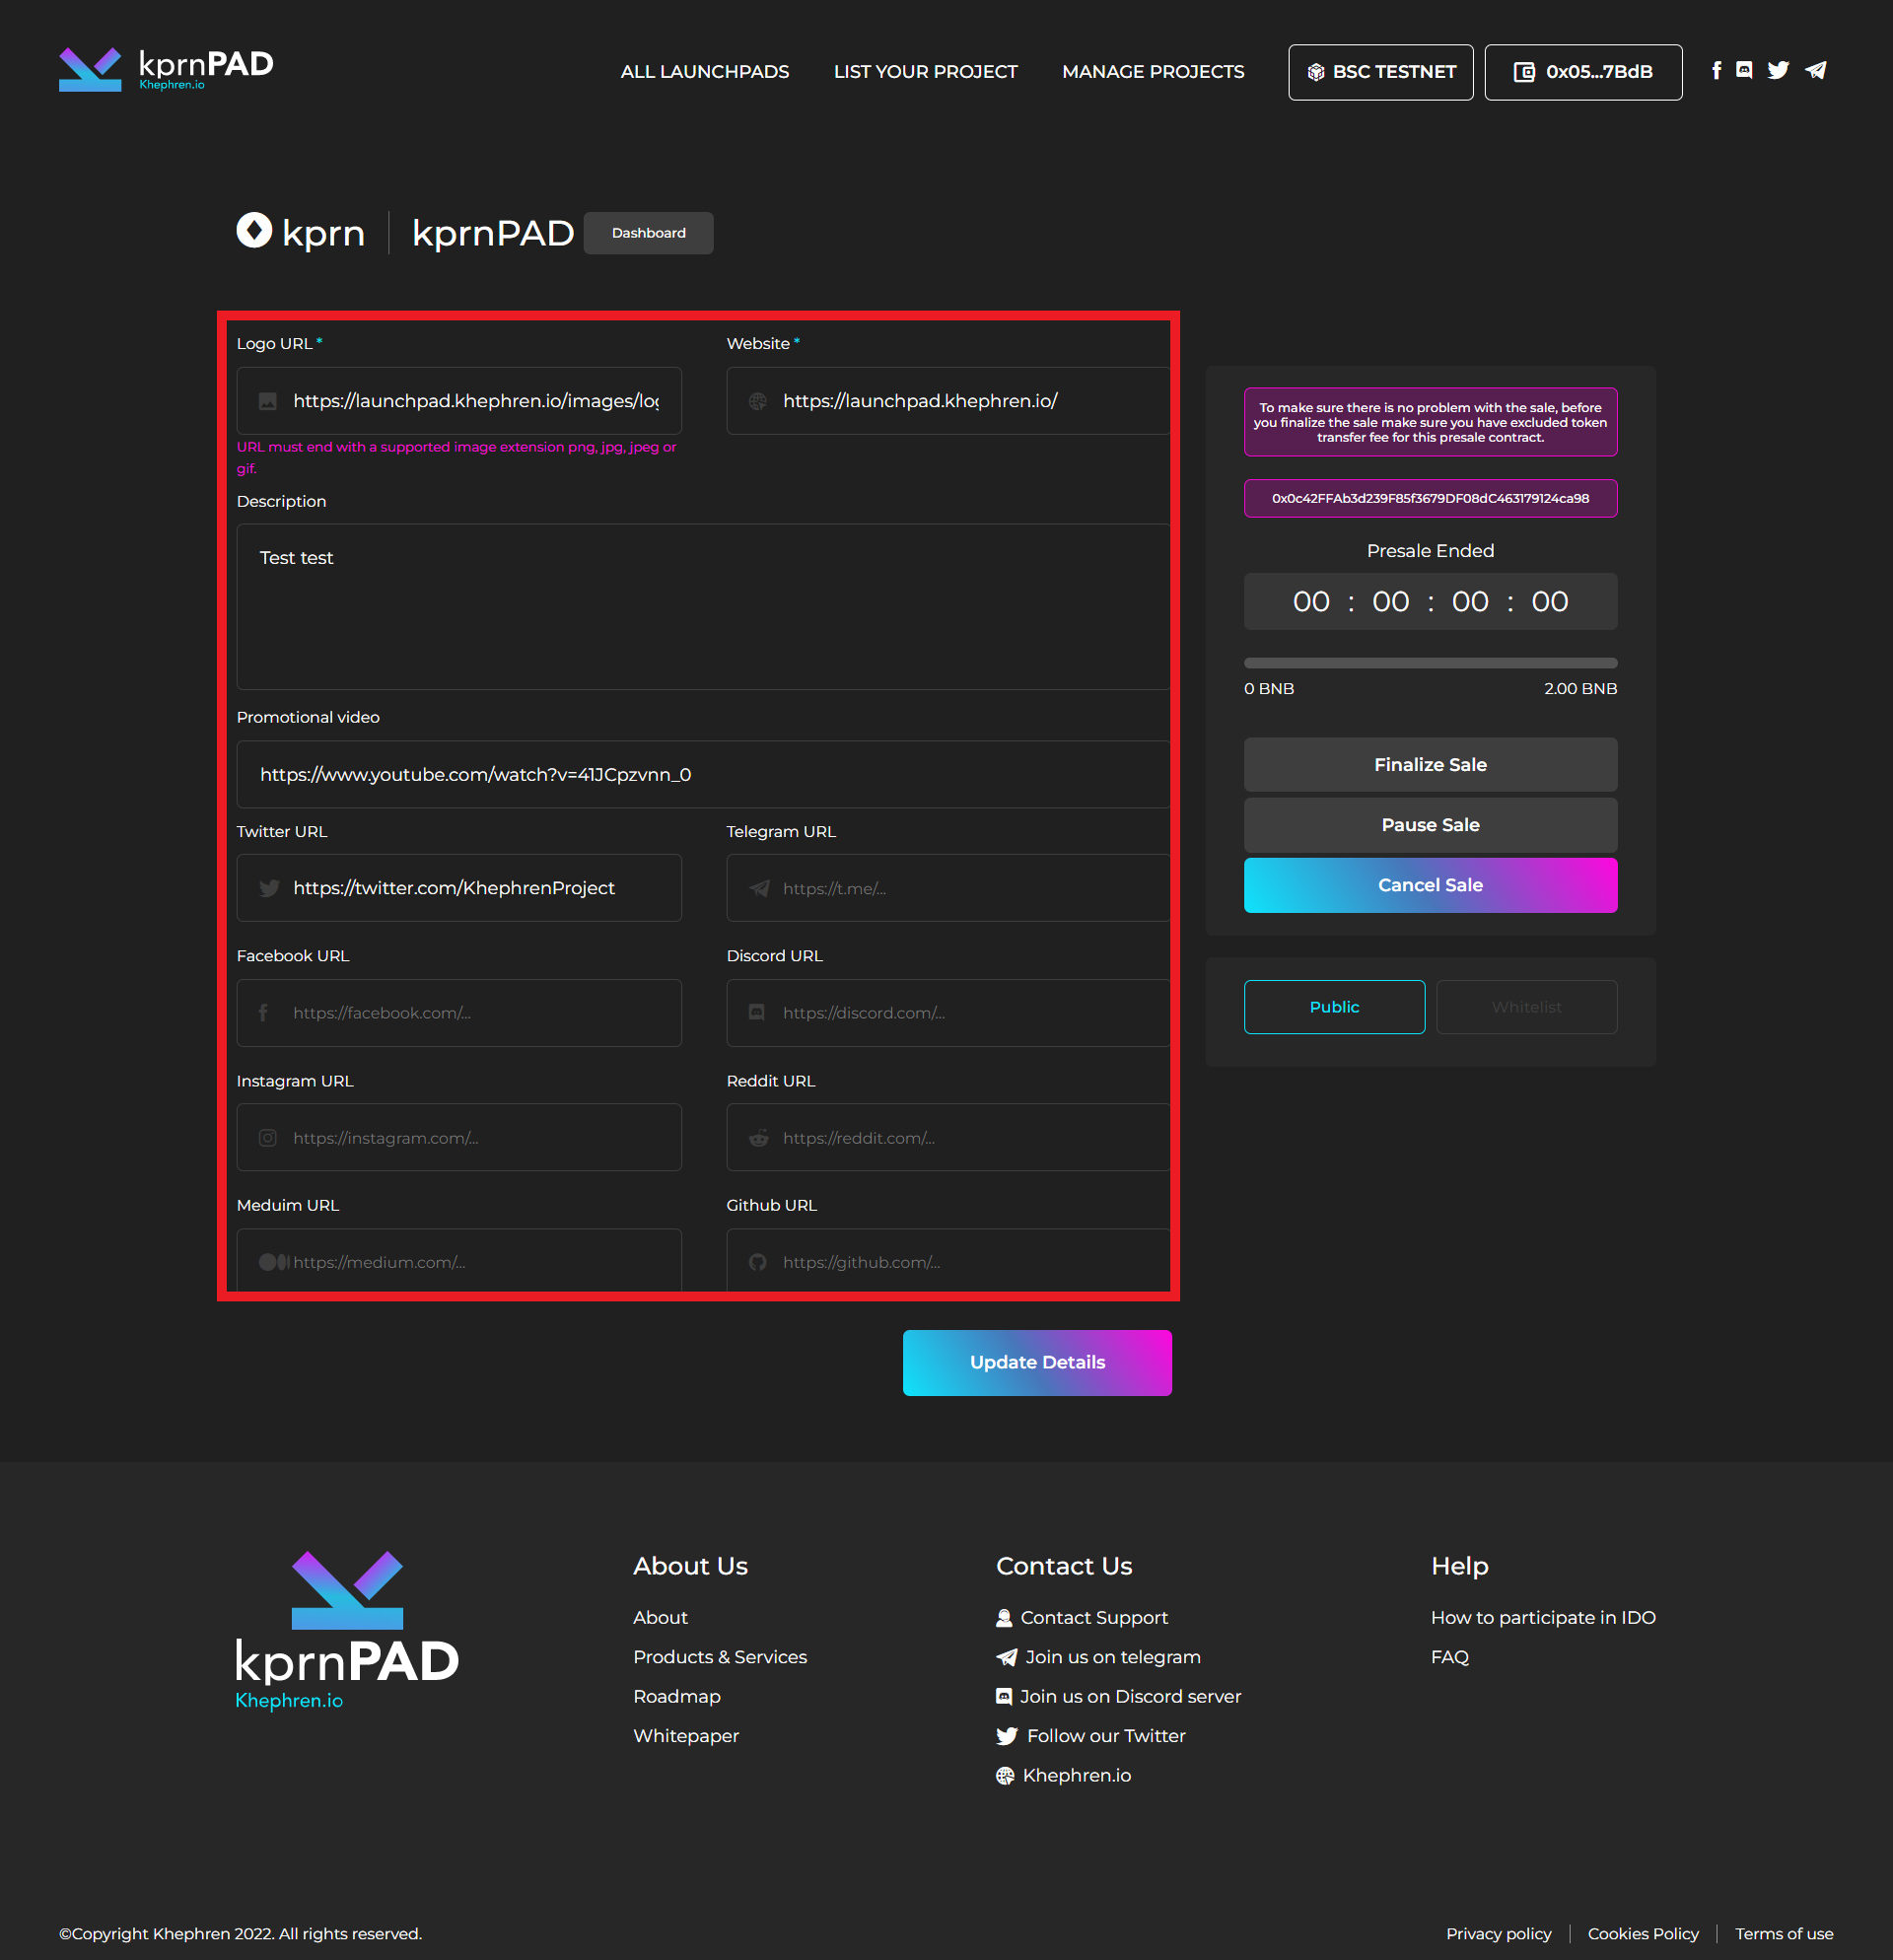 kprnPAD
Khephren.io
ALL LAUNCHPADS
LIST YOUR PROJECT
MANAGE PROJECTS
BSC TESTNET
0x05...7BdB
kprn
kprnPAD
Dashboard
Logo URL *
Website *
https://launchpad.khephren.io/images/log
https://launchpad.khephren.io/
URL must end with a supported image extension png, jpg, jpeg or
gif.
Description
Test test
Promotional video
https://www.youtube.com/watch?v=41JCpzvnn_0
Twitter URL
Telegram URL
https://twitter.com/KhephrenProject
https://t.me/...
Facebook URL
Discord URL
https://facebook.com/...
https://discord.com/...
Instagram URL
Reddit URL
https://instagram.com/...
https://reddit.com/...
Meduim URL
Github URL
https://medium.com/...
https://github.com/...
Update Details
To make sure there is no problem with the sale, before
you finalize the sale make sure you have excluded token
transfer fee for this presale contract.
0x0c42FFAb3d239F85f3679DF08dC463179124ca98
Presale Ended
00 : 00 : 00 : 00
0 BNB
2.00 BNB
Finalize Sale
Pause Sale
Cancel Sale
Public
Whitelist
kprnPAD
Khephren.io
About Us
About
Products & Services
Roadmap
Whitepaper
Contact Us
Contact Support
Join us on telegram
Join us on Discord server
Follow our Twitter
Khephren.io
Help
How to participate in IDO
FAQ
©Copyright Khephren 2022. All rights reserved.
Privacy policy
Cookies Policy
Terms of use